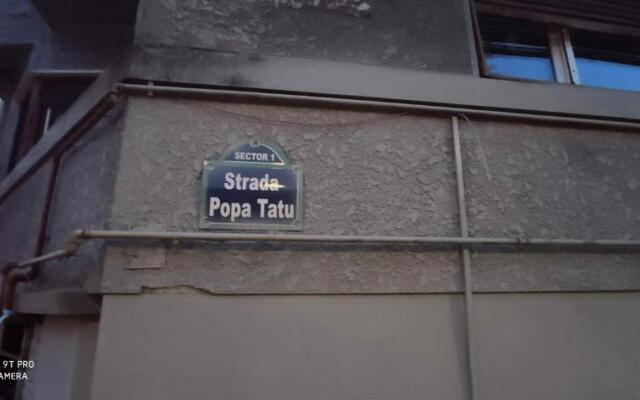 SECTOR 1
Strada
Popa Tatu
9T PRO
AMERA